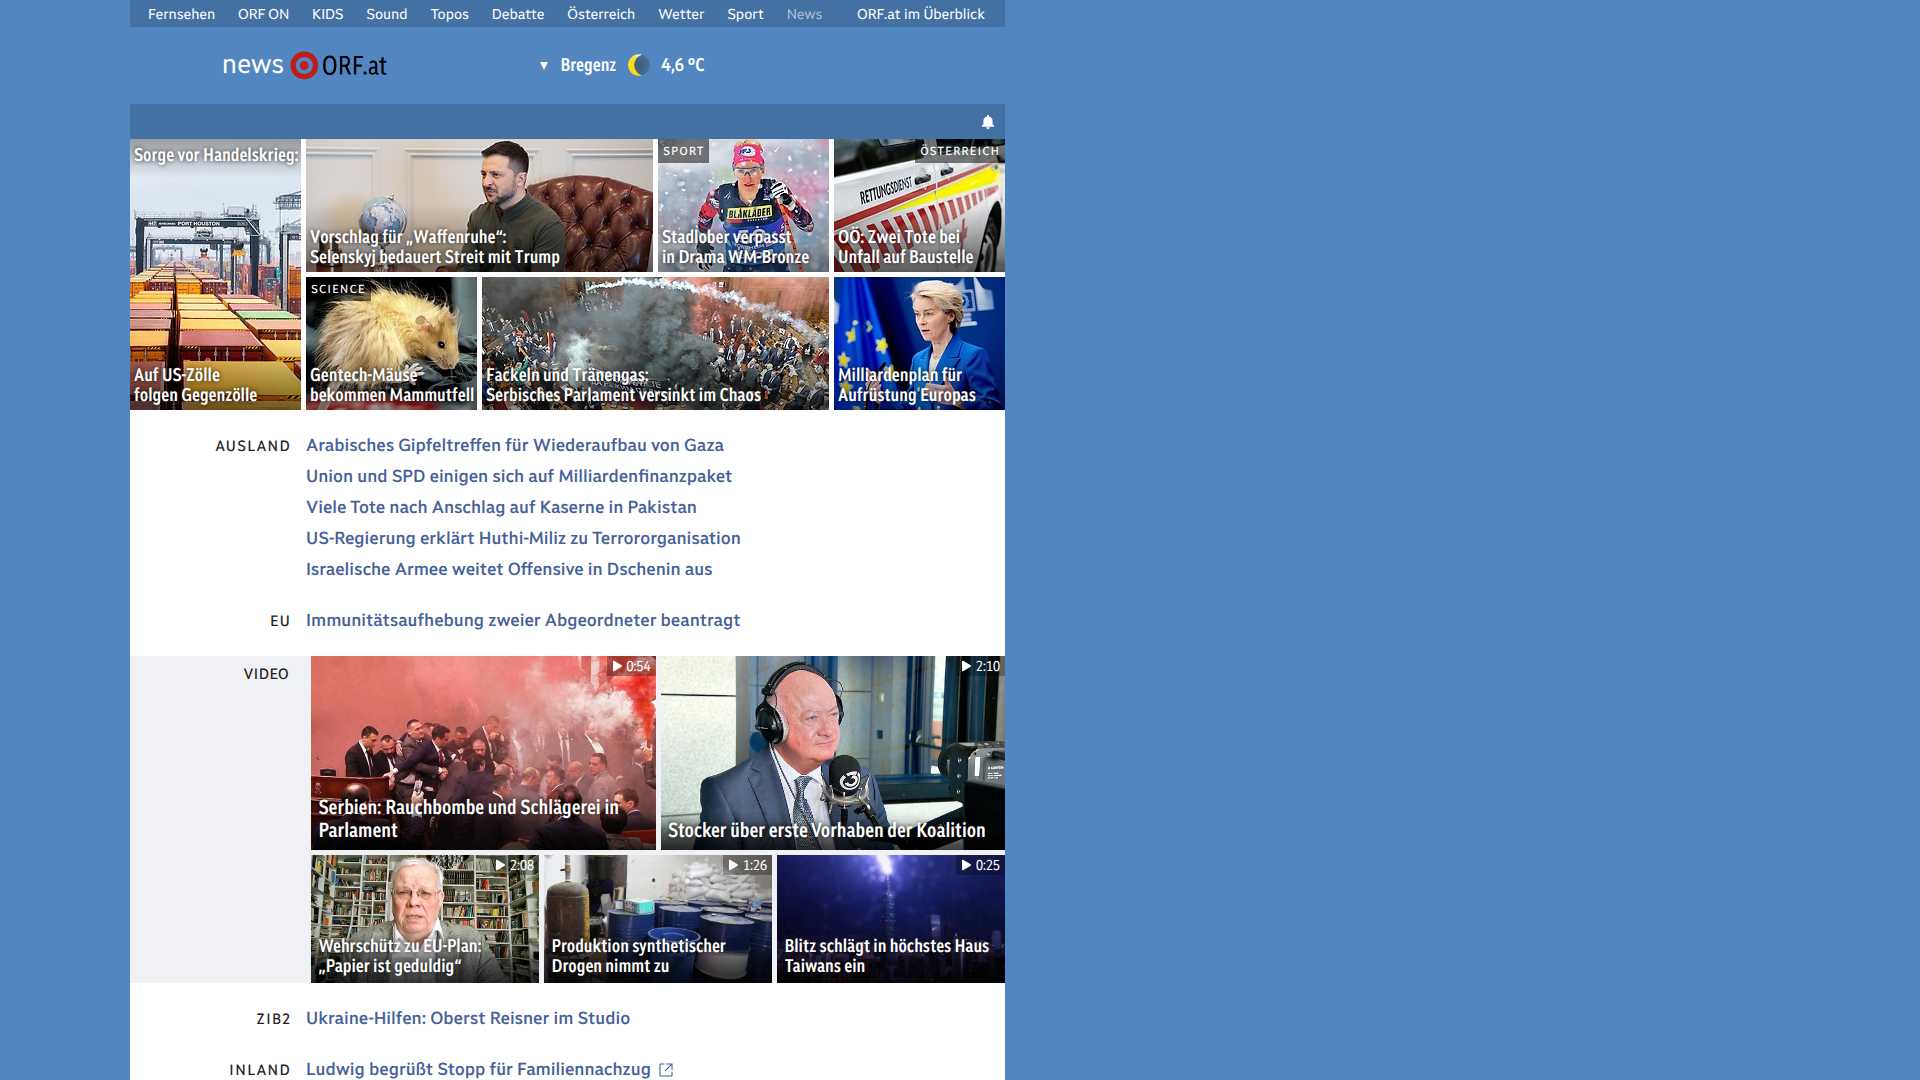 Fernsehen ORF ON KIDS Sound Topos Debatte Österreich Wetter Sport News ORF.at im Überblick
news ORF.at
Bregenz 4,6 °C
Sorge vor Handelskrieg:
Auf US-Zölle
folgen Gegenzölle
PORT HOUSTON
Vorschlag für „Waffenruhe“:
Selenskyj bedauert Streit mit Trump
SPORT
BLÅKLÄDER
Stadlober verpasst
in Drama WM-Bronze
ÖSTERREICH
RETTUNGSDIENST
OÖ: Zwei Tote bei
Unfall auf Baustelle
SCIENCE
Gentech-Mäuse
bekommen Mammutfell
Fackeln und Tränengas:
Serbisches Parlament versinkt im Chaos
Milliardenplan für
Aufrüstung Europas
AUSLAND
Arabisches Gipfeltreffen für Wiederaufbau von Gaza
Union und SPD einigen sich auf Milliardenfinanzpaket
Viele Tote nach Anschlag auf Kaserne in Pakistan
US-Regierung erklärt Huthi-Miliz zu Terrororganisation
Israelische Armee weitet Offensive in Dschenin aus
EU
Immunitätsaufhebung zweier Abgeordneter beantragt
VIDEO
0:54
Serbien: Rauchbombe und Schlägerei in
Parlament
2:10
Stocker über erste Vorhaben der Koalition
2:08
Wehrschütz zu EU-Plan:
„Papier ist geduldig“
1:26
Produktion synthetischer
Drogen nimmt zu
0:25
Blitz schlägt in höchstes Haus
Taiwans ein
ZIB2
Ukraine-Hilfen: Oberst Reisner im Studio
INLAND
Ludwig begrüßt Stopp für Familiennachzug